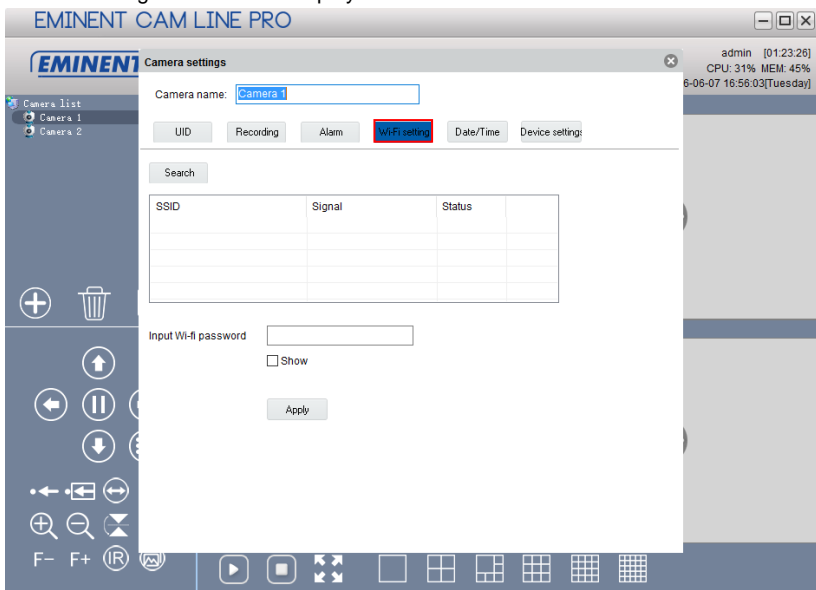 EMINENT CAM LINE PRO
EMINENT
admin [01:23:26]
CPU: 31% MEM: 45%
6-06-07 16:56:03[Tuesday]
Camera settings
Camera name: Camera 1
UID Recording Alarm Wi-Fi setting Date/Time Device settings
Camera list
Camera 1
Camera 2
Search
SSID Signal Status
Input Wi-fi password
Show
Apply
F- F+ IR